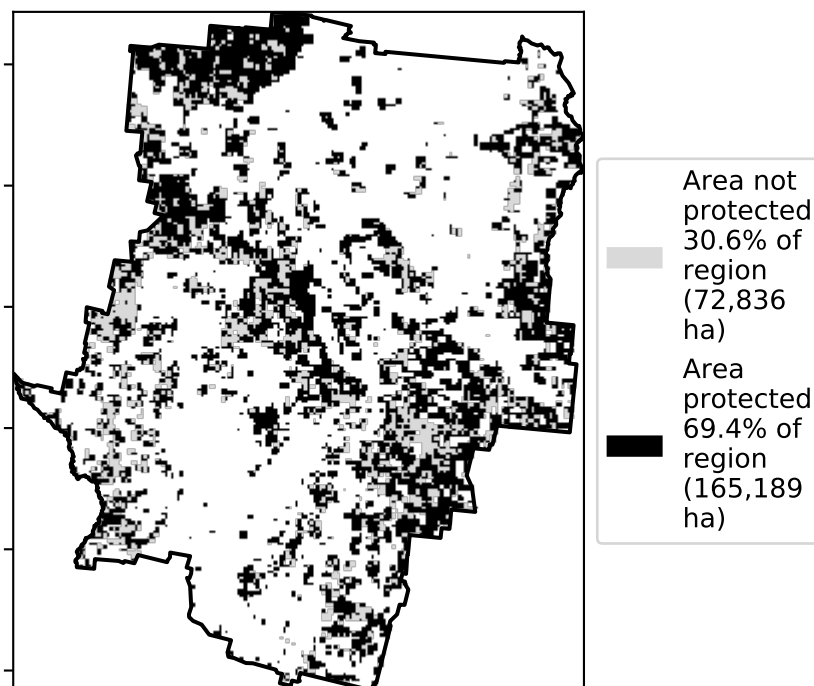 Area not
protected
30.6% of
region
(72,836
ha)
Area
protected
69.4% of
region
(165,189
ha)